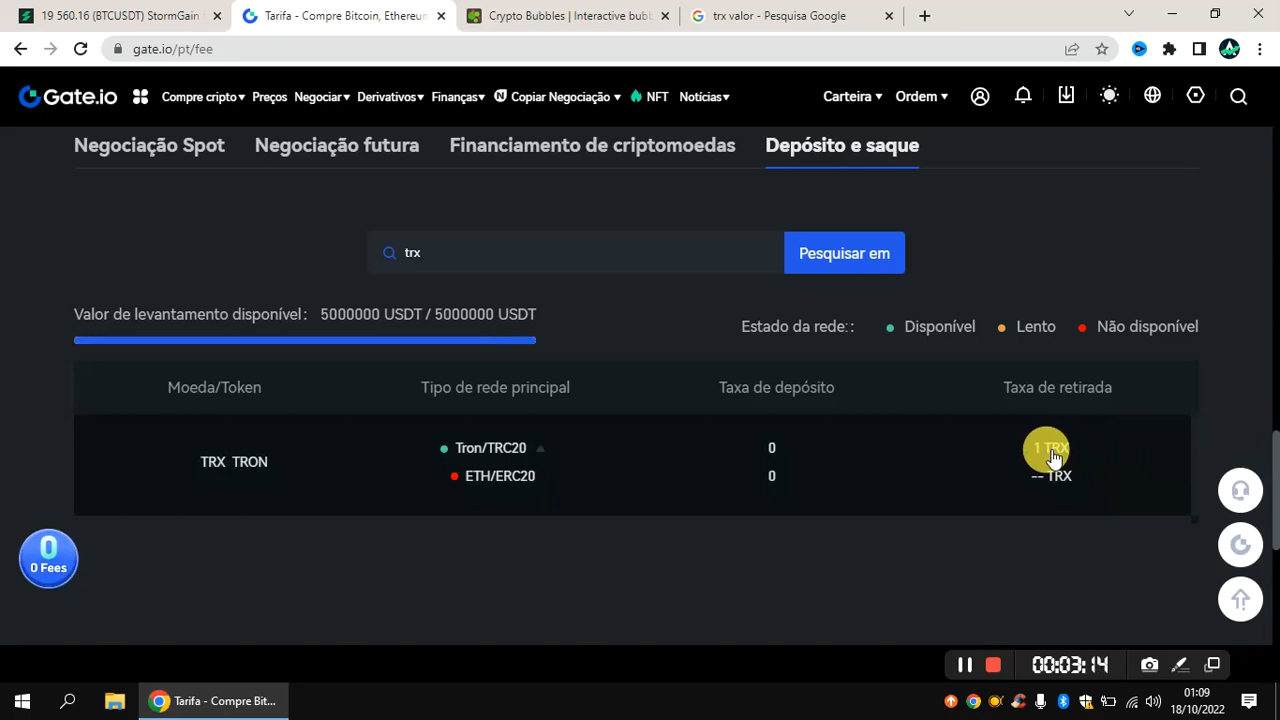 19 560.16 (BTCUSDT) StormGain
Tarifa - Compre Bitcoin, Ethereu
Crypto Bubbles | Interactive bub
trx valor - Pesquisa Google
gate.io/pt/fee
Gate.io Compre cripto Preços Negociar Derivativos Finanças Copiar Negociação NFT Notícias Carteira Ordem
Negociação Spot Negociação futura Financiamento de criptomoedas Depósito e saque
trx
Pesquisar em
Valor de levantamento disponível: 5000000 USDT / 5000000 USDT
Estado da rede:: Disponível Lento Não disponível
Moeda/Token Tipo de rede principal Taxa de depósito Taxa de retirada
TRX TRON
Tron/TRC20 0 1 TRX
ETH/ERC20 0 -- TRX
0
0 Fees
00:03:14
Tarifa - Compre Bit...
01:09
18/10/2022